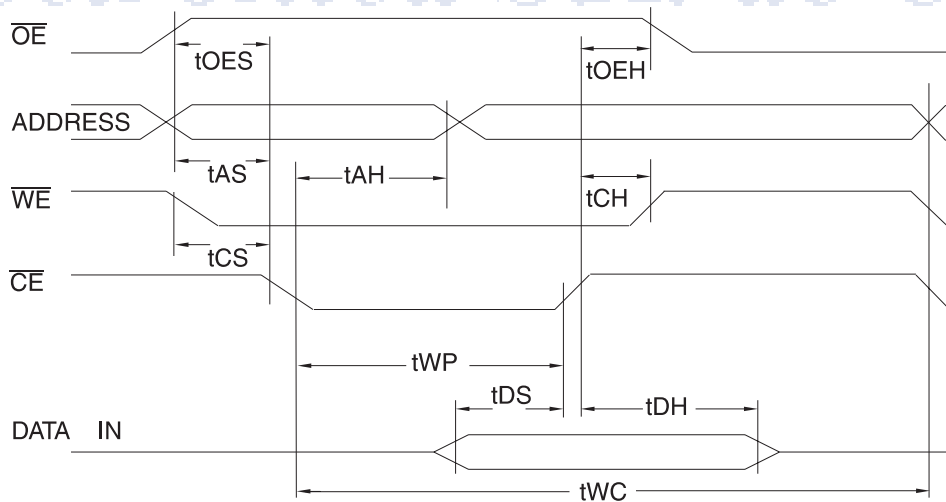 OE
tOES
tOEH
ADDRESS
tAS
tAH
WE
tCH
tCS
CE
tWP
tDS
tDH
DATA IN
tWC